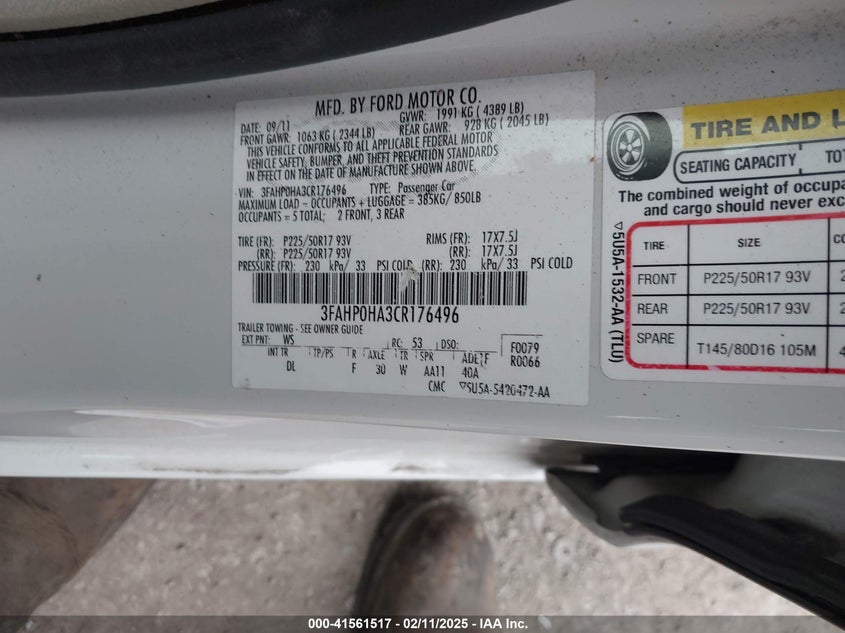 MFD. BY FORD MOTOR CO.
DATE: 09/11 GVWR: 1991 KG ( 4389 LB)
FRONT GAWR: 1063 KG ( 2344 LB) REAR GAWR: 928 KG ( 2045 LB)
THIS VEHICLE CONFORMS TO ALL APPLICABLE FEDERAL MOTOR
VEHICLE SAFETY, BUMPER, AND THEFT PREVENTION STANDARDS
IN EFFECT ON THE DATE OF MANUFACTURE SHOWN ABOVE.
VIN: 3FAHP0HA3CR176496 TYPE: Passenger Car
MAXIMUM LOAD - OCCUPANTS + LUGGAGE = 385KG/ 850LB
OCCUPANTS = 5 TOTAL; 2 FRONT, 3 REAR
TIRE (FR): P225/50R17 93V RIMS (FR): 17X7.5J
(RR): P225/50R17 93V (RR): 17X7.5J
PRESSURE (FR): 230 kPa/ 33 PSI COLD (RR): 230 kPa/ 33 PSI COLD
3FAHP0HA3CR176496
TRAILER TOWING - SEE OWNER GUIDE
EXT PNT: WS RC: 53 DSO: F0079
INT TR TP/PS R AXLE TR SPR R0066
DL F 30 W AA11 40A
CMC ▽5U5A-5420472-AA
TIRE AND L
SEATING CAPACITY TO
The combined weight of occupa
and cargo should never exc
TIRE SIZE CO
FRONT P225/50R17 93V 2
REAR P225/50R17 93V 2
SPARE T145/80D16 105M 4
▽5U5A-1532-AA (TLU)
000-41561517 - 02/11/2025 - IAA Inc.